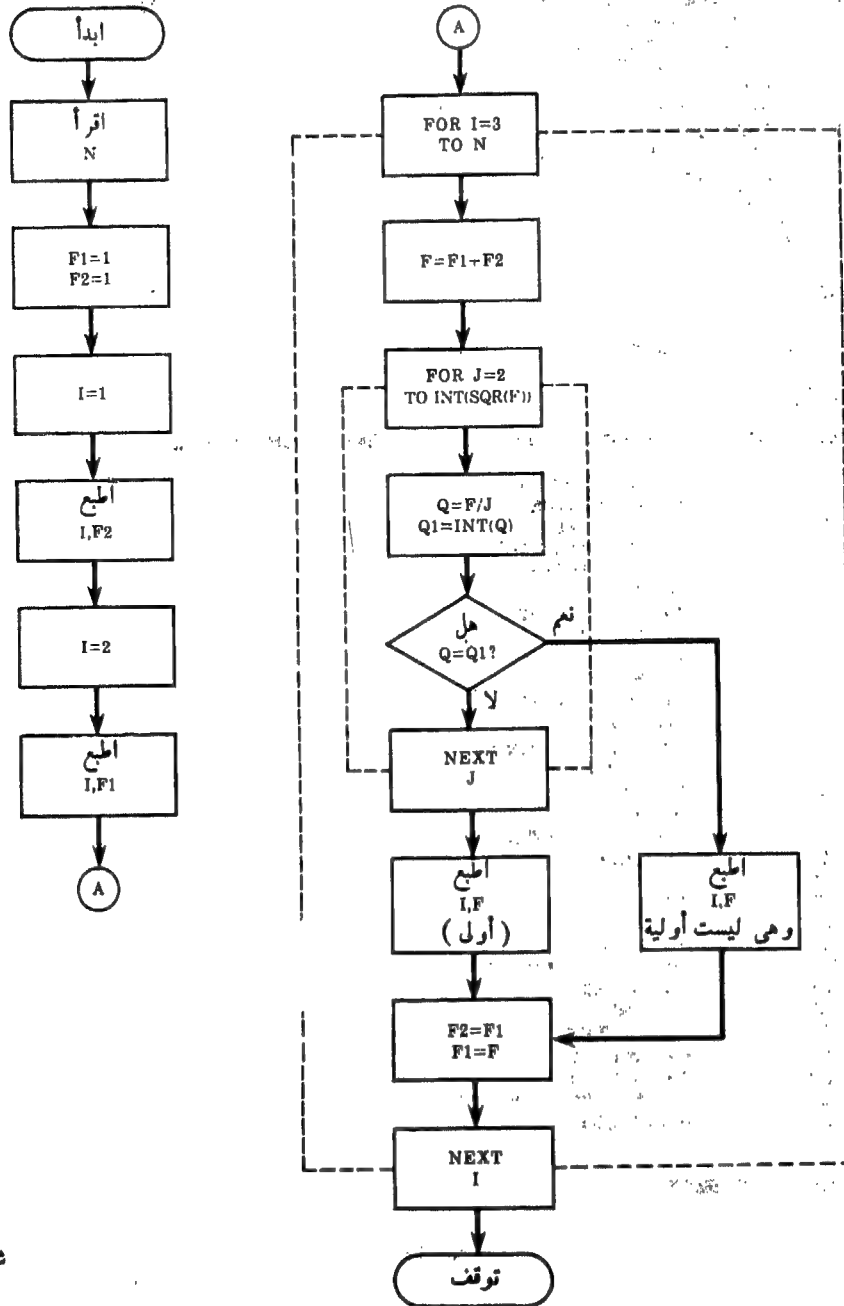 ابدأ
اقرأ
N
F1=1
F2=1
I=1
اطبع
I,F2
I=2
اطبع
I,F1
A
A
FOR I=3
TO N
F=F1+F2
FOR J=2
TO INT(SQR(F))
Q=F/J
Q1=INT(Q)
هل
Q=Q1?
نعم
لا
NEXT
J
اطبع
I,F
(أولى)
اطبع
I,F
وهى ليست أولية
F2=F1
F1=F
NEXT
I
توقف